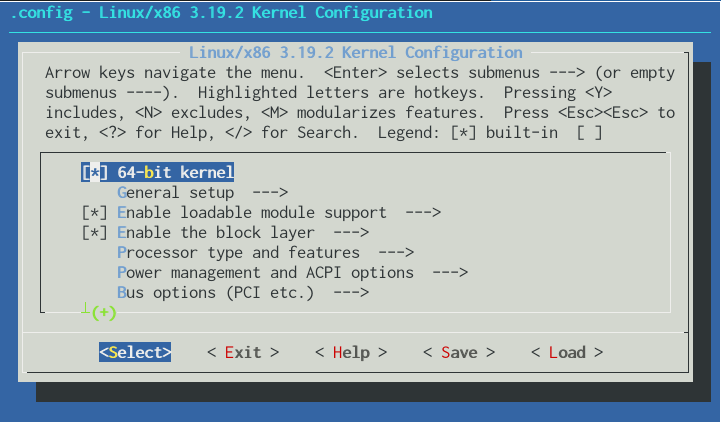 .config - Linux/x86 3.19.2 Kernel Configuration
Linux/x86 3.19.2 Kernel Configuration
Arrow keys navigate the menu.  <Enter> selects submenus ---> (or empty
submenus ----).  Highlighted letters are hotkeys.  Pressing <Y>
includes, <N> excludes, <M> modularizes features.  Press <Esc><Esc> to
exit, <?> for Help, </> for Search.  Legend: [*] built-in  [ ]
[*] 64-bit kernel
General setup  --->
[*] Enable loadable module support  --->
[*] Enable the block layer  --->
Processor type and features  --->
Power management and ACPI options  --->
Bus options (PCI etc.)  --->
(+)
<Select>    < Exit >    < Help >    < Save >    < Load >